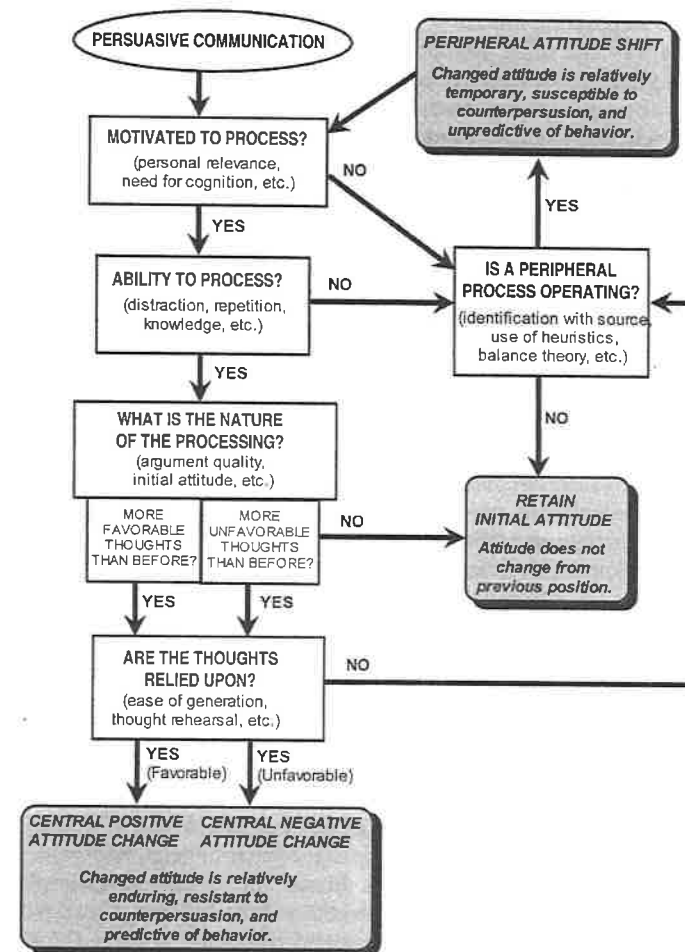 PERSUASIVE COMMUNICATION
PERIPHERAL ATTITUDE SHIFT
Changed attitude is relatively
temporary, susceptible to
counterpersusion, and
unpredictive of behavior.
MOTIVATED TO PROCESS?
(personal relevance,
need for cognition, etc.)
NO
YES
YES
ABILITY TO PROCESS?
(distraction, repetition,
knowledge, etc.)
NO
IS A PERIPHERAL
PROCESS OPERATING?
(identification with source,
use of heuristics,
balance theory, etc.)
YES
NO
WHAT IS THE NATURE
OF THE PROCESSING?
(argument quality,
initial attitude, etc.)
MORE
FAVORABLE
THOUGHTS
THAN BEFORE?
MORE
UNFAVORABLE
THOUGHTS
THAN BEFORE?
NO
RETAIN
INITIAL ATTITUDE
Attitude does not
change from
previous position.
YES
YES
ARE THE THOUGHTS
RELIED UPON?
(ease of generation,
thought rehearsal, etc.)
NO
YES
(Favorable)
YES
(Unfavorable)
CENTRAL POSITIVE
ATTITUDE CHANGE
CENTRAL NEGATIVE
ATTITUDE CHANGE
Changed attitude is relatively
enduring, resistant to
counterpersuasion, and
predictive of behavior.